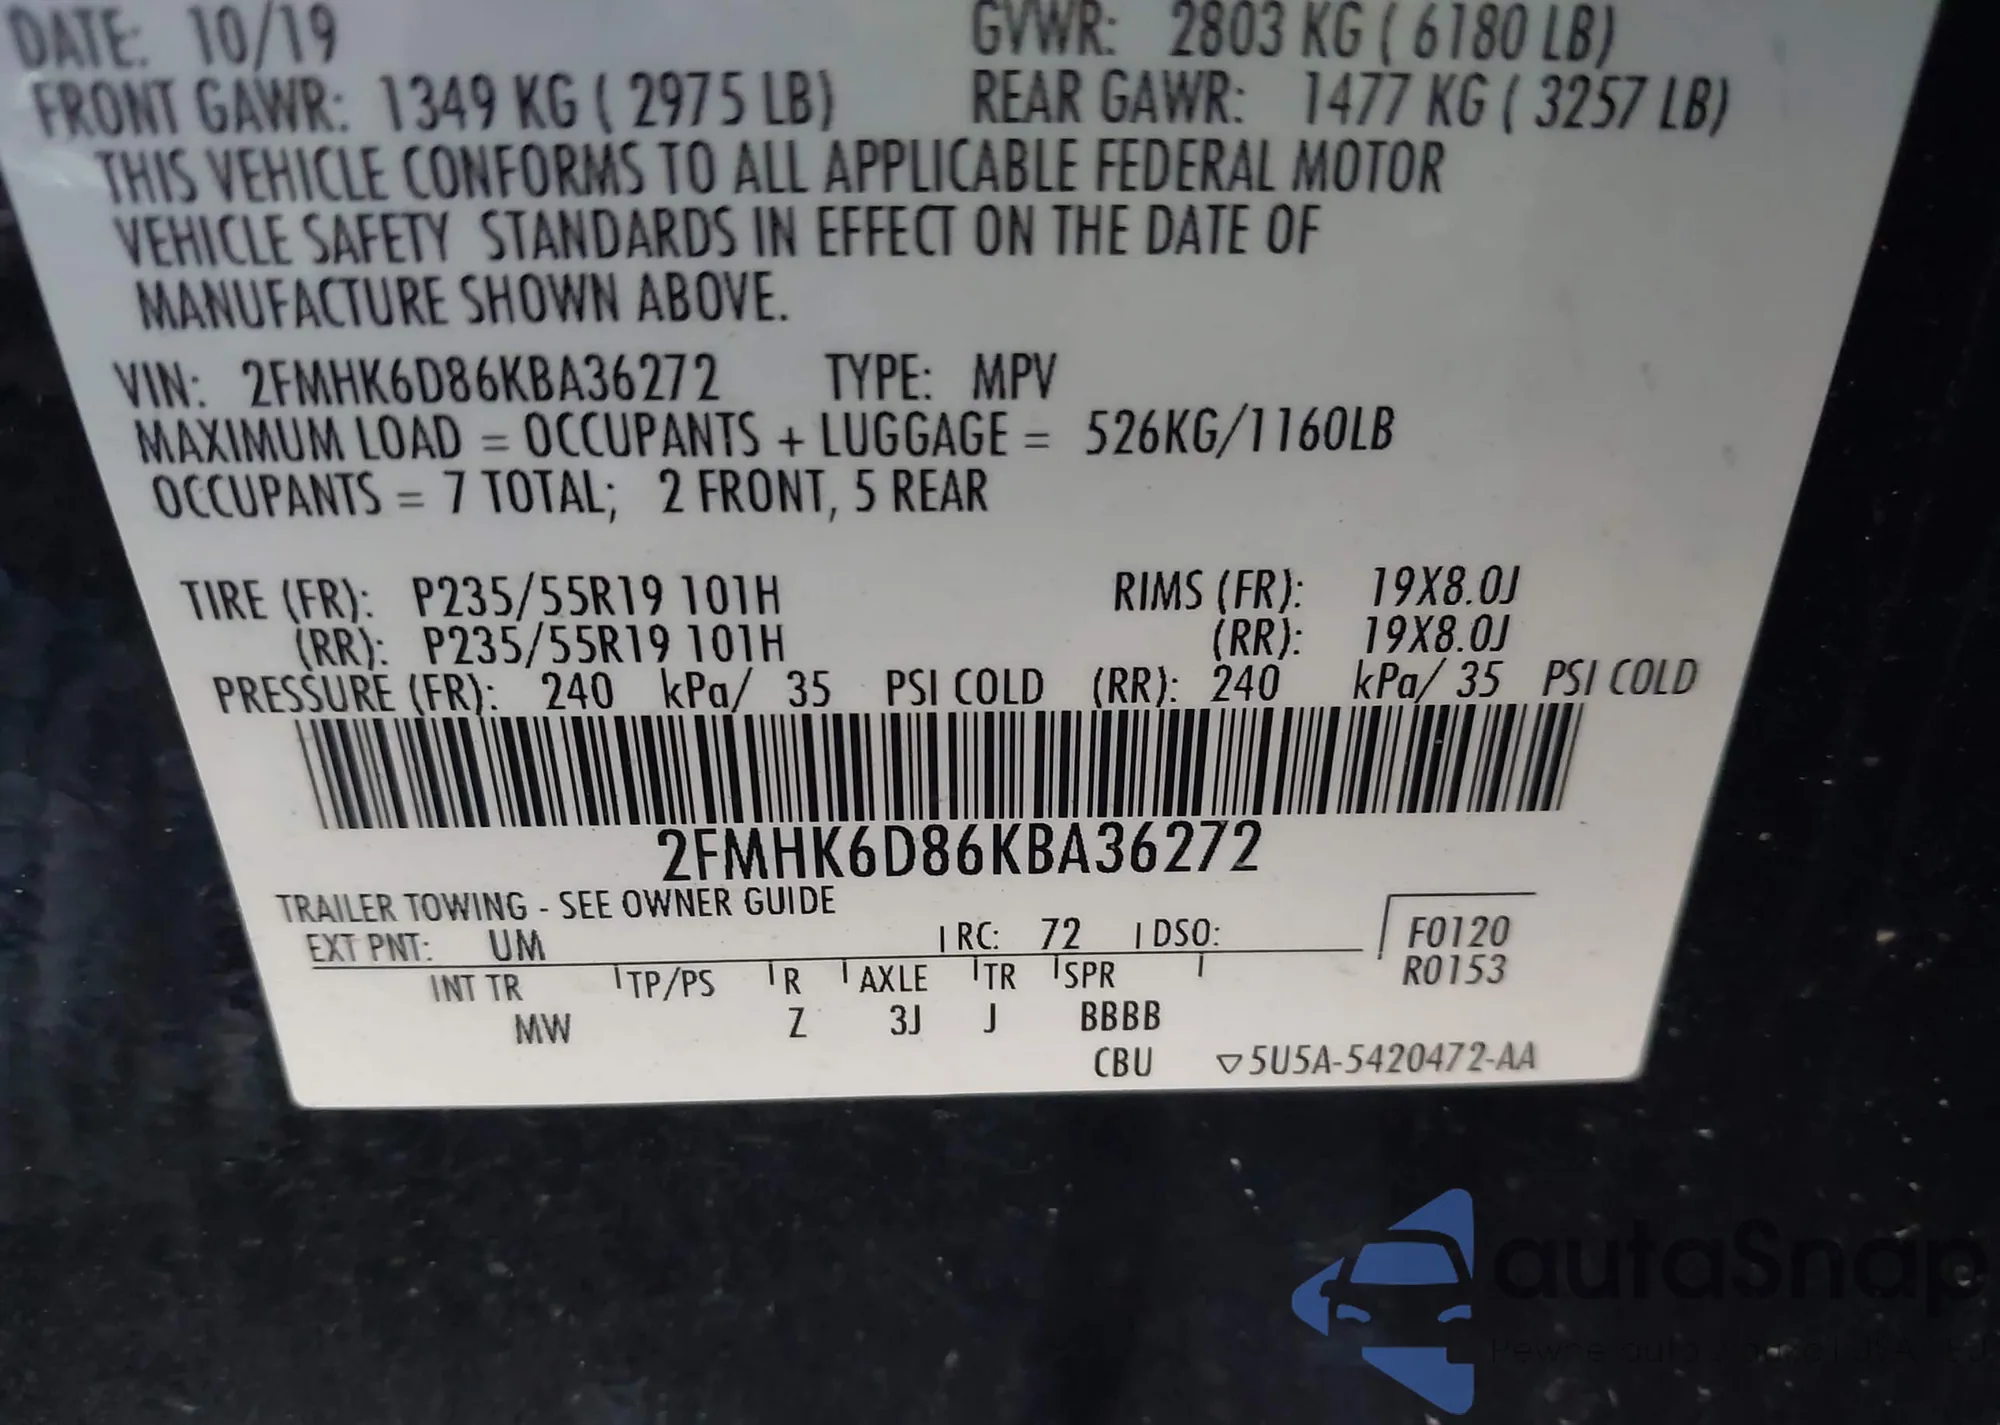 DATE: 10/19 GVWR: 2803 KG ( 6180 LB)
FRONT GAWR: 1349 KG ( 2975 LB) REAR GAWR: 1477 KG ( 3257 LB)
THIS VEHICLE CONFORMS TO ALL APPLICABLE FEDERAL MOTOR
VEHICLE SAFETY STANDARDS IN EFFECT ON THE DATE OF
MANUFACTURE SHOWN ABOVE.
VIN: 2FMHK6D86KBA36272 TYPE: MPV
MAXIMUM LOAD = OCCUPANTS + LUGGAGE = 526KG/1160LB
OCCUPANTS = 7 TOTAL; 2 FRONT, 5 REAR
TIRE (FR): P235/55R19 101H RIMS (FR): 19X8.0J
(RR): P235/55R19 101H (RR): 19X8.0J
PRESSURE (FR): 240 kPa/ 35 PSI COLD (RR): 240 kPa/ 35 PSI COLD
2FMHK6D86KBA36272
TRAILER TOWING - SEE OWNER GUIDE
EXT PNT: UM RC: 72 DSO: F0120
R0153
INT TR TP/PS R AXLE TR SPR
MW Z 3J J BBBB
CBU ▽5U5A-5420472-AA
autaSnap